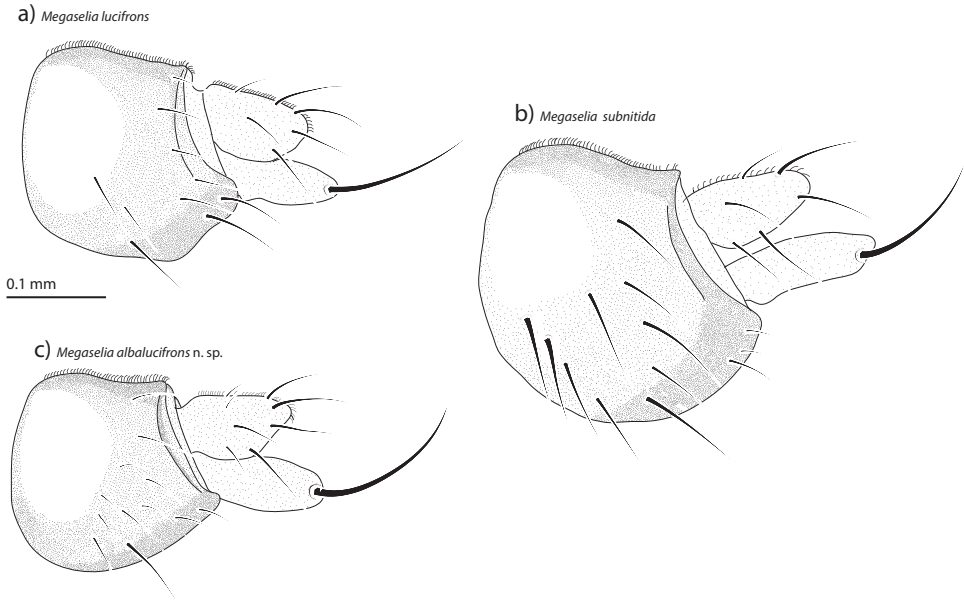 a) Megaselia lucifrons
b) Megaselia subnitida
0.1 mm
c) Megaselia albalucifrons n. sp.